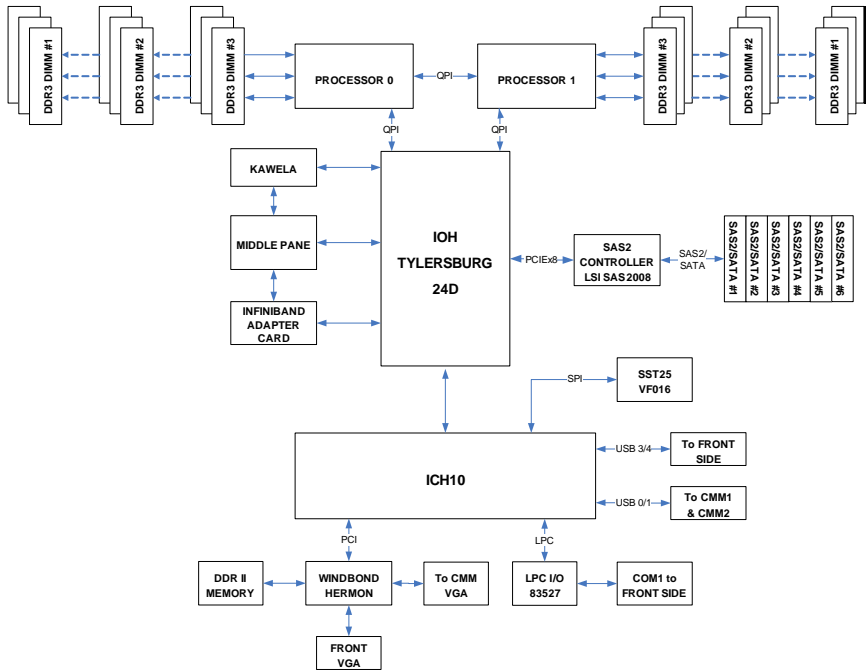 DDR3 DIMM #1
DDR3 DIMM #2
DDR3 DIMM #3
PROCESSOR 0
QPI
PROCESSOR 1
DDR3 DIMM #3
DDR3 DIMM #2
DDR3 DIMM #1
QPI
QPI
KAWELA
MIDDLE PANE
INFINIBAND
ADAPTER
CARD
IOH
TYLERSBURG
24D
PCIEx8
SAS2
CONTROLLER
LSI SAS2008
SAS2/
SATA
SAS2/SATA #1
SAS2/SATA #2
SAS2/SATA #3
SAS2/SATA #4
SAS2/SATA #5
SAS2/SATA #6
SPI
SST25
VF016
ICH10
USB 3/4
To FRONT
SIDE
USB 0/1
To CMM1
& CMM2
PCI
LPC
DDR II
MEMORY
WINDBOND
HERMON
To CMM
VGA
LPC I/O
83527
COM1 to
FRONT SIDE
FRONT
VGA